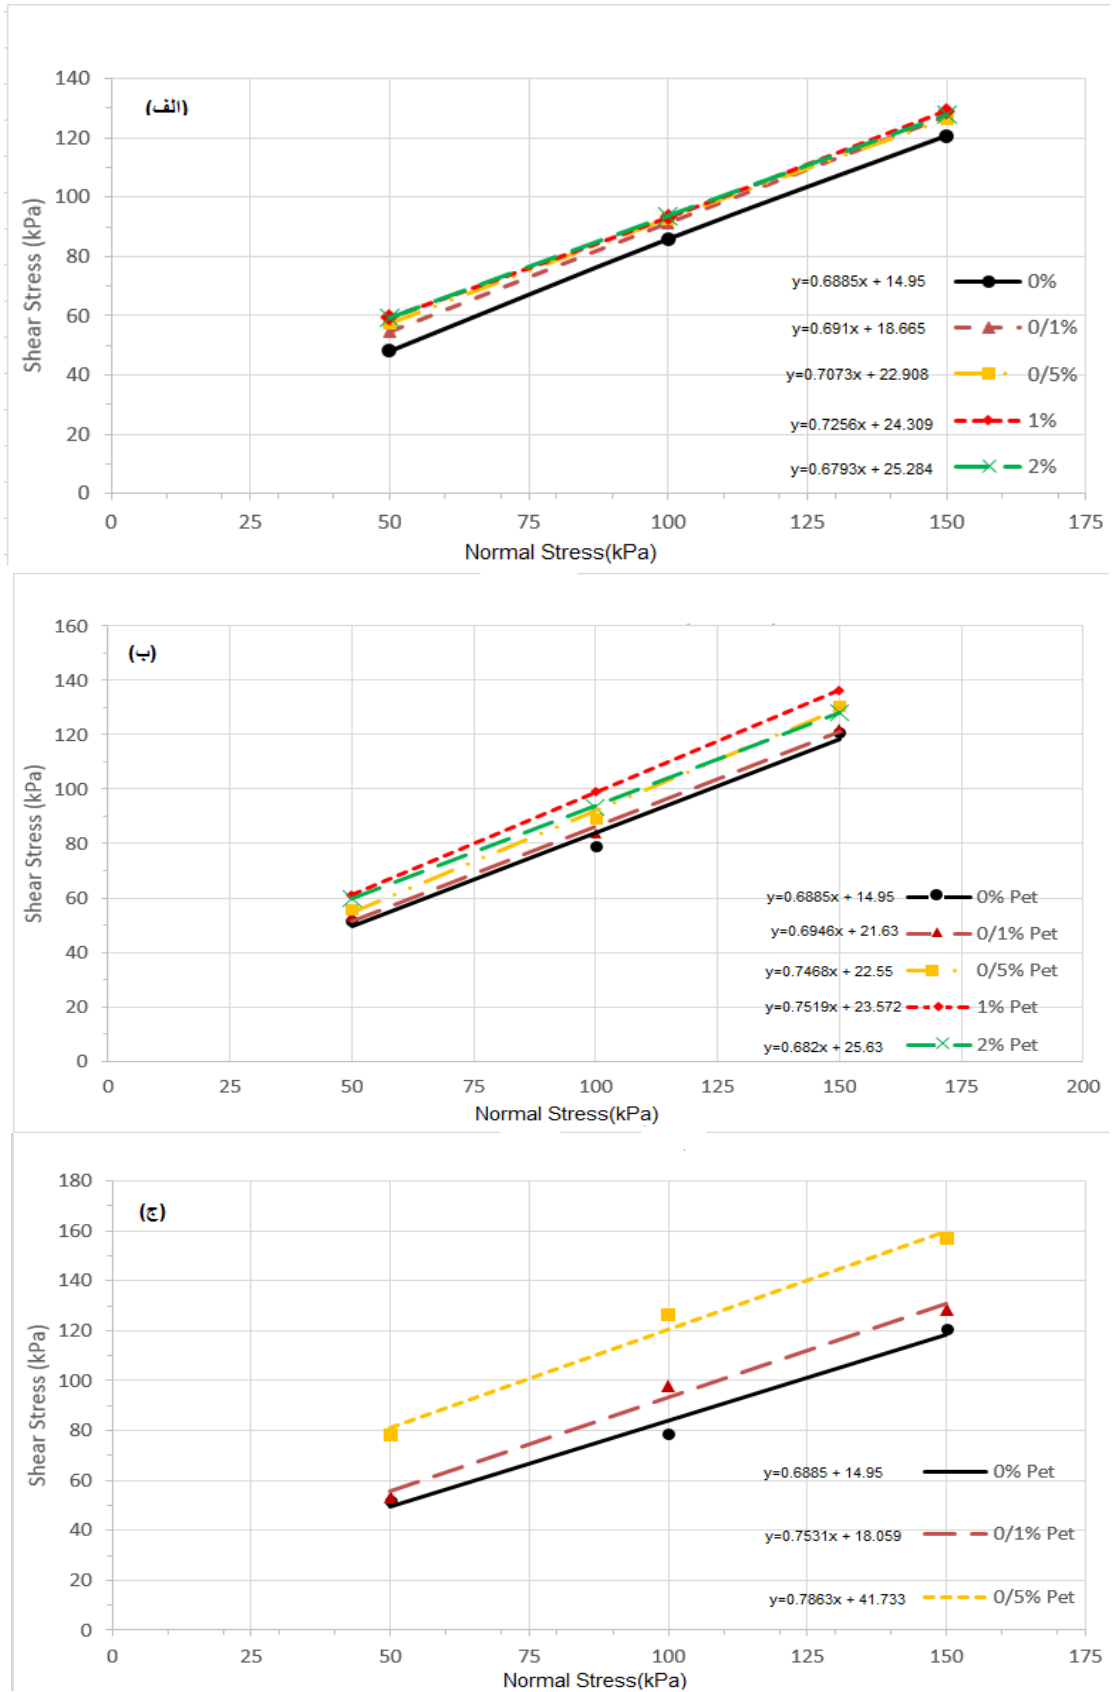 140
(الف)
120
100
80
y=0.6885x + 14.95
0%
60
y=0.691x + 18.665
0/1%
y=0.7073x + 22.908
0/5%
40
y=0.7256x + 24.309
1%
20
y=0.6793x + 25.284
2%
0
Shear Stress (kPa)
0 25 50 75 100 125 150 175
Normal Stress(kPa)
160
(ب)
140
120
100
80
60
y=0.6885x + 14.95
0% Pet
y=0.6946x + 21.63
0/1% Pet
40
y=0.7468x + 22.55
0/5% Pet
20
y=0.7519x + 23.572
1% Pet
y=0.682x + 25.63
2% Pet
0
Shear Stress (kPa)
0 25 50 75 100 125 150 175 200
Normal Stress(kPa)
180
(ج)
160
140
120
100
80
60
y=0.6885 + 14.95
0% Pet
40
y=0.7531x + 18.059
0/1% Pet
20
y=0.7863x + 41.733
0/5% Pet
0
Shear Stress (kPa)
0 25 50 75 100 125 150 175
Normal Stress(kPa)